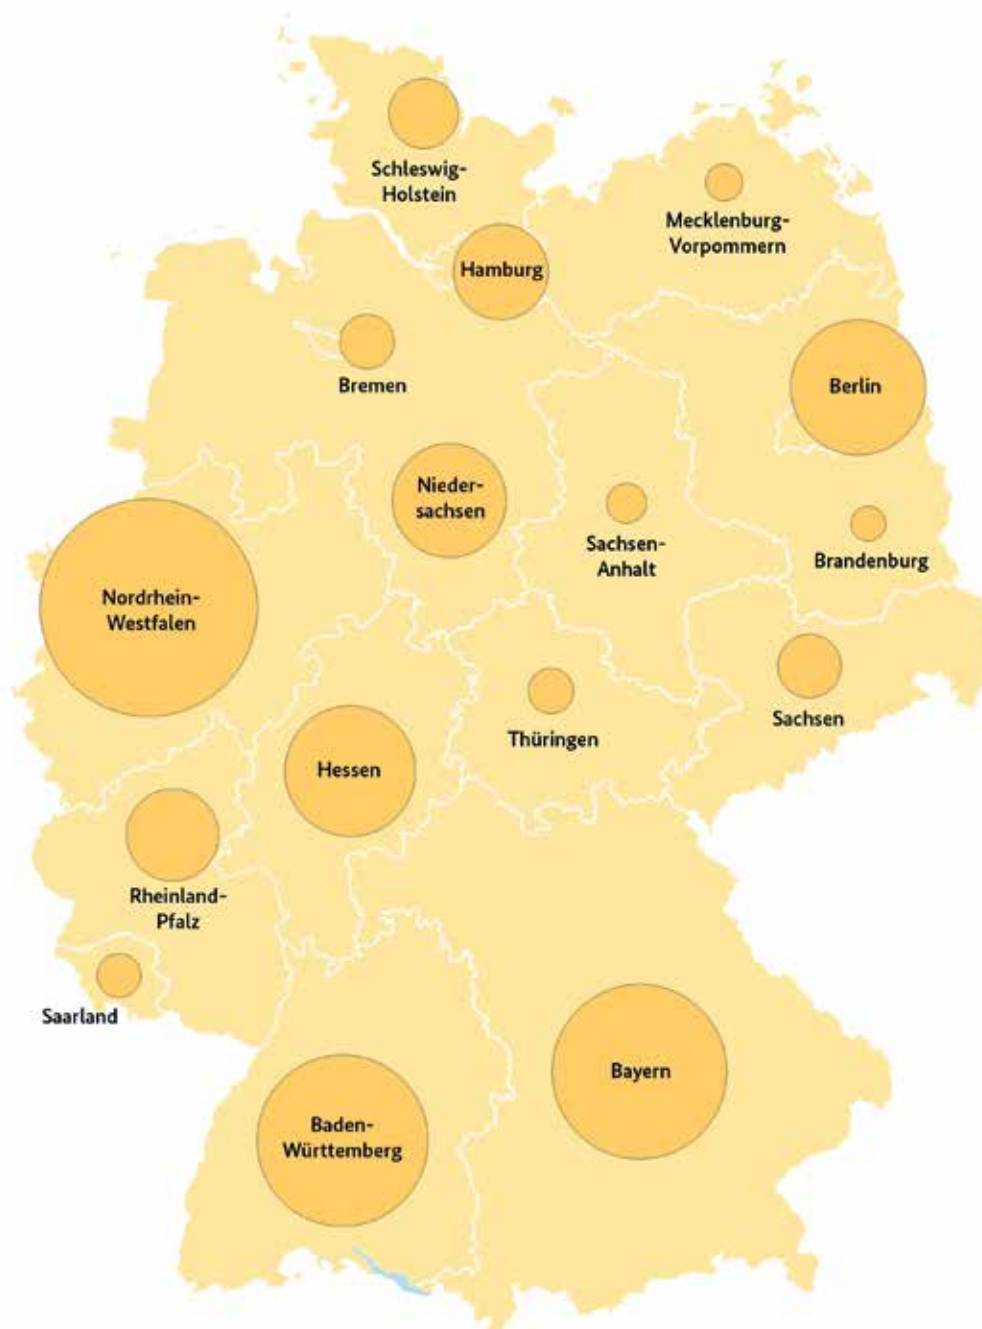 Schleswig-
Holstein
Mecklenburg-
Vorpommern
Hamburg
Bremen
Berlin
Nieder-
sachsen
Sachsen-
Anhalt
Brandenburg
Nordrhein-
Westfalen
Sachsen
Thüringen
Hessen
Rheinland-
Pfalz
Saarland
Bayern
Baden-
Württemberg